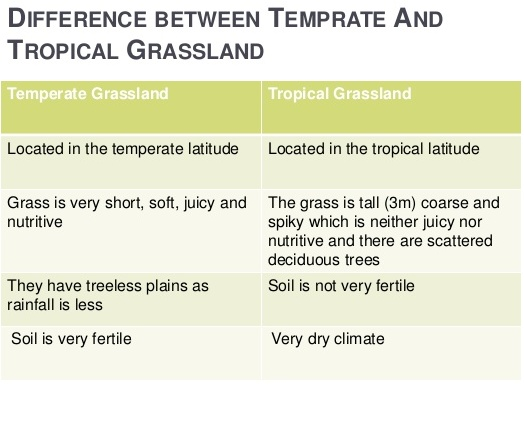 DIFFERENCE BETWEEN TEMPRATE AND
TROPICAL GRASSLAND
Temperate Grassland
Tropical Grassland
Located in the temperate latitude
Located in the tropical latitude
Grass is very short, soft, juicy and
nutritive
The grass is tall (3m) coarse and
spiky which is neither juicy nor
nutritive and there are scattered
deciduous trees
They have treeless plains as
rainfall is less
Soil is not very fertile
Soil is very fertile
Very dry climate